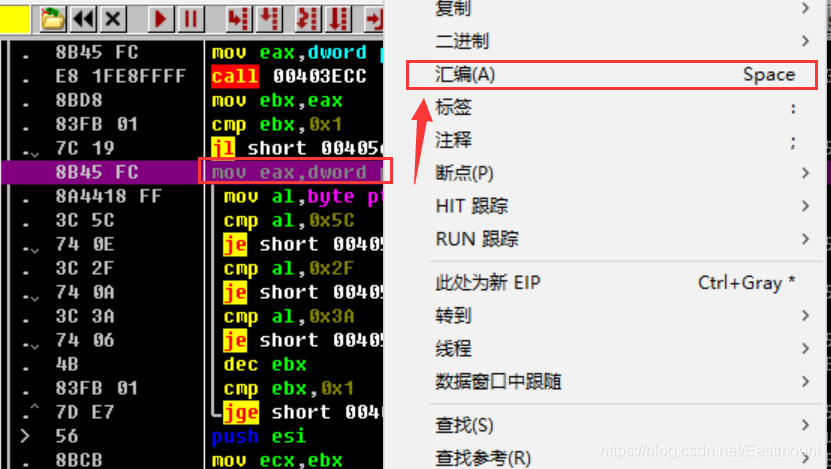 8B45 FC mov eax,dword p
E8 1FE8FFFF call 00403ECC
8BD8 mov ebx,eax
83FB 01 cmp ebx,0x1
7C 19 jl short 00405
8B45 FC mov eax,dword
8A4418 FF mov al,byte pt
3C 5C cmp al,0x5C
74 0E je short 00405
3C 2F cmp al,0x2F
74 0A je short 00405
3C 3A cmp al,0x3A
74 06 je short 00405
4B dec ebx
83FB 01 cmp ebx,0x1
7D E7 jge short 0040
56 push esi
8BCB mov ecx,ebx
复制
二进制
汇编(A) Space
标签 :
注释 ;
断点(P)
HIT 跟踪
RUN 跟踪
此处为新 EIP Ctrl+Gray *
转到
线程
数据窗口中跟随
查找(S)
查找参考(R)
https://blog.csdn.net/Eastmount